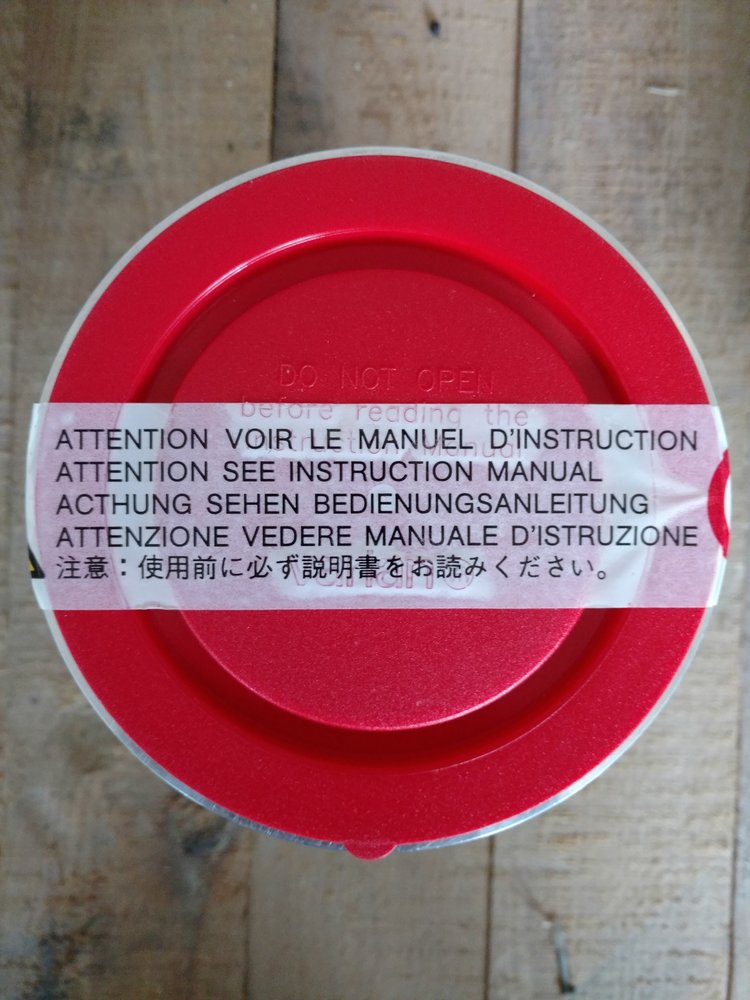 DO NOT OPEN
before reading the
Instruction Manual
ATTENTION VOIR LE MANUEL D'INSTRUCTION
ATTENTION SEE INSTRUCTION MANUAL
ACTHUNG SEHEN BEDIENUNGSANLEITUNG
ATTENZIONE VEDERE MANUALE D'ISTRUZIONE
注意：使用前に必ず説明書をお読みください。